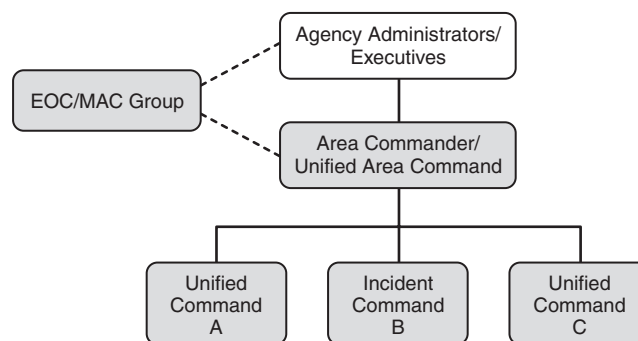 Agency Administrators/
Executives
EOC/MAC Group
Area Commander/
Unified Area Command
Unified
Command
A
Incident
Command
B
Unified
Command
C